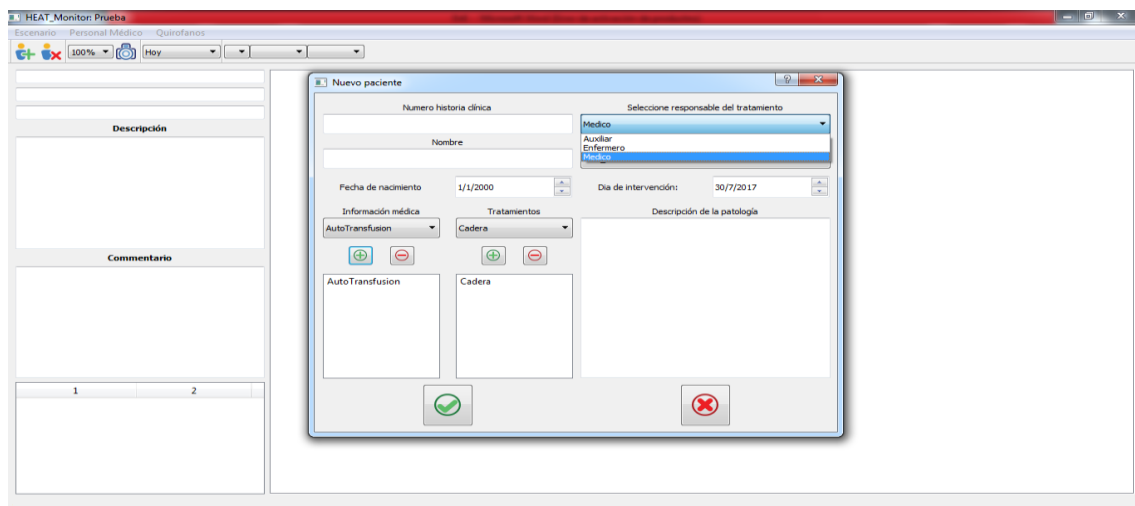 HEAT_Monitor: Prueba
Escenario Personal Médico Quirofanos
100% Hoy
Descripción
Commentario
1 2
Nuevo paciente
Numero historia clínica
Seleccione responsable del tratamiento
Medico
Auxiliar
Enfermero
Medico
Nombre
Fecha de nacimiento 1/1/2000
Dia de intervención: 30/7/2017
Información médica
Tratamientos
Descripción de la patología
AutoTransfusion
Cadera
AutoTransfusion
Cadera